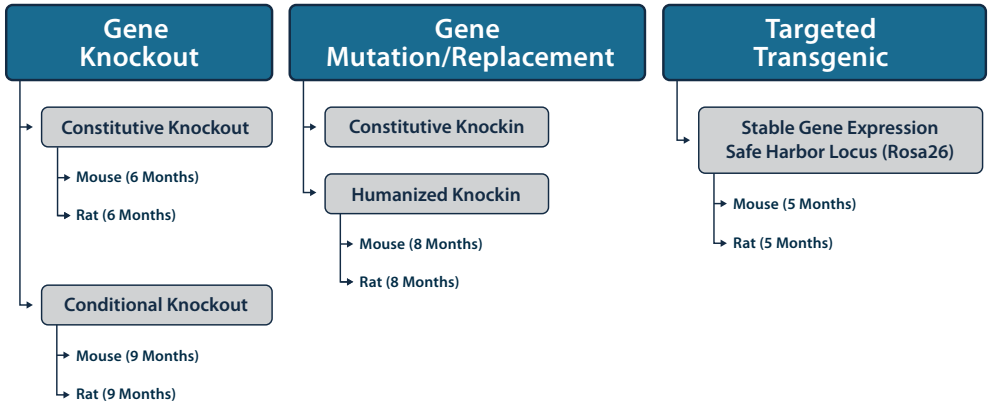 Gene
Knockout
Constitutive Knockout
Mouse (6 Months)
Rat (6 Months)
Conditional Knockout
Mouse (9 Months)
Rat (9 Months)
Gene
Mutation/Replacement
Constitutive Knockin
Humanized Knockin
Mouse (8 Months)
Rat (8 Months)
Targeted
Transgenic
Stable Gene Expression
Safe Harbor Locus (Rosa26)
Mouse (5 Months)
Rat (5 Months)